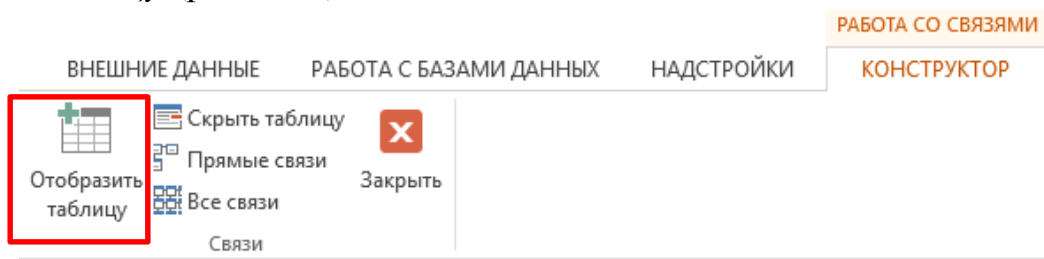 РАБОТА СО СВЯЗЯМИ
ВНЕШНИЕ ДАННЫЕ РАБОТА С БАЗАМИ ДАННЫХ НАДСТРОЙКИ КОНСТРУКТОР
Отобразить
таблицу
Скрыть таблицу
Прямые связи
Все связи
Закрыть
Связи